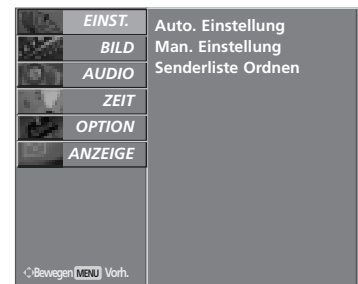 EINST.
BILD
AUDIO
ZEIT
OPTION
ANZEIGE
Auto. Einstellung
Man. Einstellung
Senderliste Ordnen
Bewegen MENU Vorh.